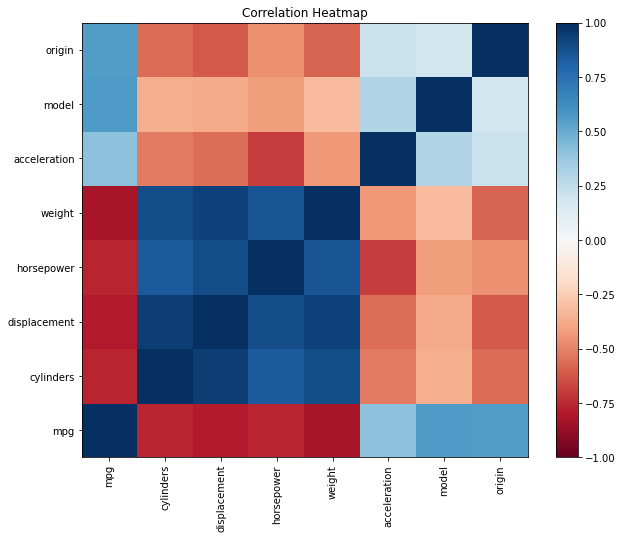 Correlation Heatmap
origin
model
acceleration
weight
horsepower
displacement
cylinders
mpg
mpg
cylinders
displacement
horsepower
weight
acceleration
model
origin
1.00
0.75
0.50
0.25
0.00
−0.25
−0.50
−0.75
−1.00